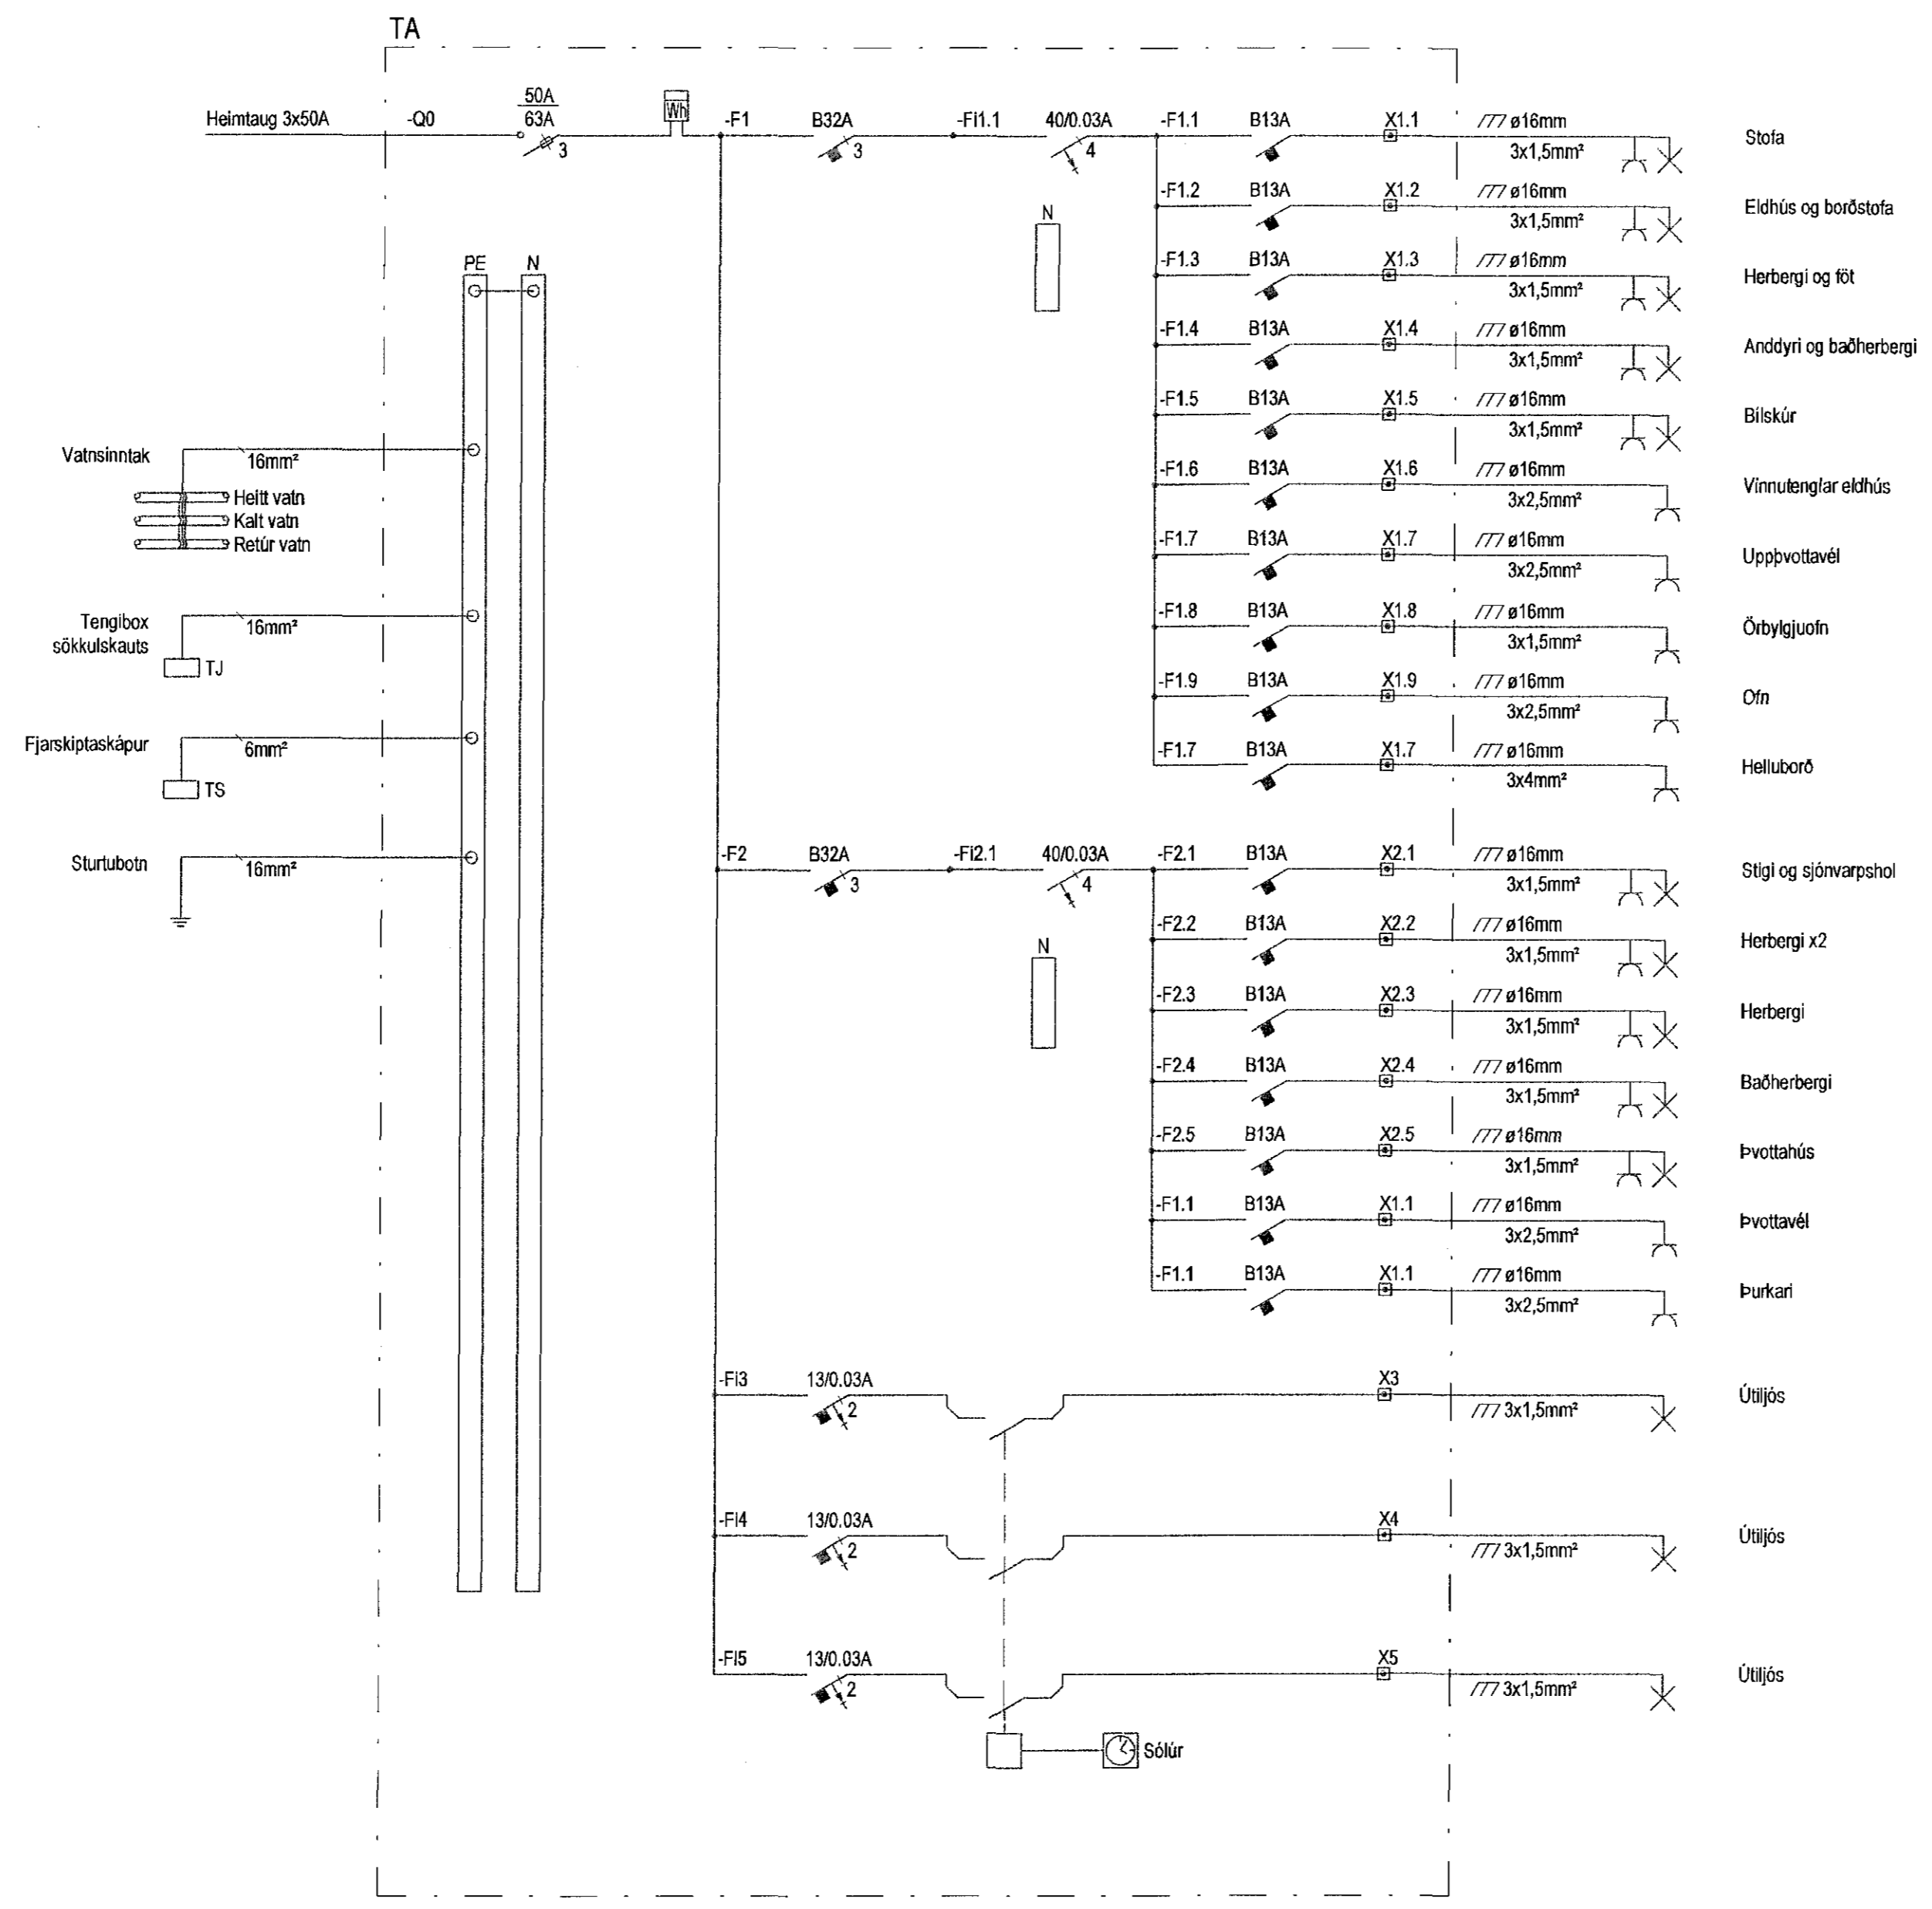 TA
Heimtaug 3x50A
-Q0
50A
63A
3
Wh
-F1
B32A
3
-Fi1.1
40/0.03A
4
N
-F1.1 B13A X1.1 ø16mm
3x1,5mm²
Stofa
-F1.2 B13A X1.2 ø16mm
3x1,5mm²
Eldhús og borðstofa
-F1.3 B13A X1.3 ø16mm
3x1,5mm²
Herbergi og föt
-F1.4 B13A X1.4 ø16mm
3x1,5mm²
Anddyri og baðherbergi
-F1.5 B13A X1.5 ø16mm
3x1,5mm²
Bílskúr
-F1.6 B13A X1.6 ø16mm
3x2,5mm²
Vinnutenglar eldhús
-F1.7 B13A X1.7 ø16mm
3x2,5mm²
Uppþvottavél
-F1.8 B13A X1.8 ø16mm
3x1,5mm²
Örbylgjuofn
-F1.9 B13A X1.9 ø16mm
3x2,5mm²
Ofn
-F1.7 B13A X1.7 ø16mm
3x4mm²
Helluborð
PE N
Vatnsinntak
16mm²
Heitt vatn
Kalt vatn
Retúr vatn
Tengibox
sökkulskauts
16mm²
TJ
Fjarskiptaskápur
6mm²
TS
Sturtubotn
16mm²
-F2
B32A
3
-Fi2.1
40/0.03A
4
N
-F2.1 B13A X2.1 ø16mm
3x1,5mm²
Stigi og sjónvarpshol
-F2.2 B13A X2.2 ø16mm
3x1,5mm²
Herbergi x2
-F2.3 B13A X2.3 ø16mm
3x1,5mm²
Herbergi
-F2.4 B13A X2.4 ø16mm
3x1,5mm²
Baðherbergi
-F2.5 B13A X2.5 ø16mm
3x1,5mm²
Þvottahús
-F1.1 B13A X1.1 ø16mm
3x2,5mm²
Þvottavél
-F1.1 B13A X1.1 ø16mm
3x2,5mm²
Þurkari
-Fi3 13/0.03A X3
2
3x1,5mm²
Útiljós
-Fi4 13/0.03A X4
2
3x1,5mm²
Útiljós
-Fi5 13/0.03A X5
2
3x1,5mm²
Útiljós
Sólúr